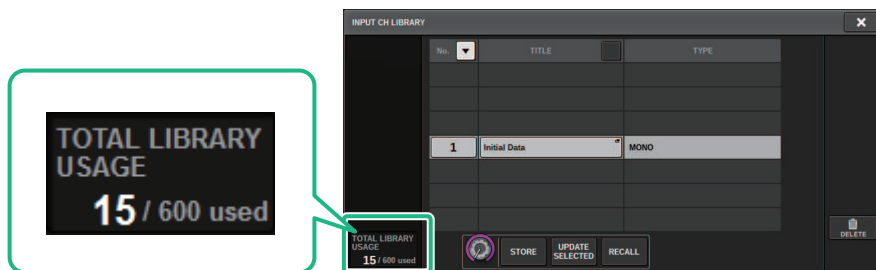 INPUT CH LIBRARY
No. TITLE TYPE
TOTAL LIBRARY
USAGE
15 / 600 used
1 Initial Data MONO
TOTAL LIBRARY
USAGE
15 / 600 used
STORE
UPDATE
SELECTED
RECALL
DELETE